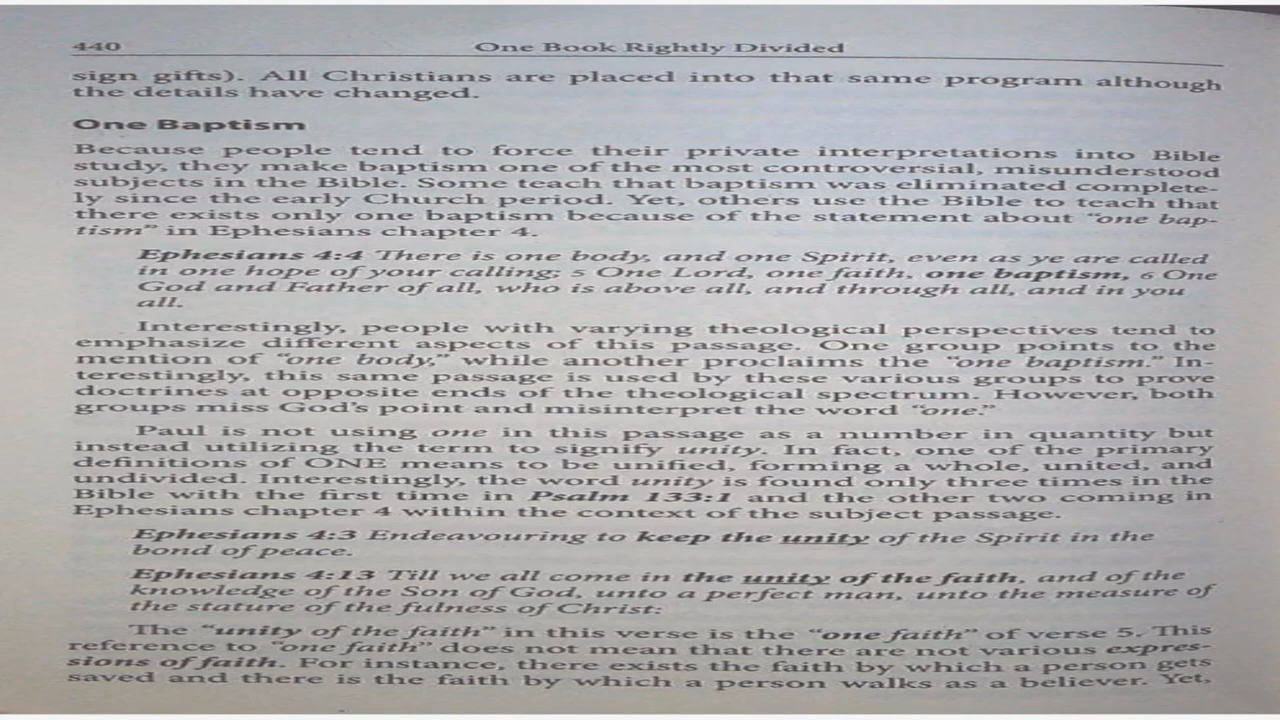 440 One Book Rightly Divided
sign gifts). All Christians are placed into that same program although
the details have changed.
One Baptism
Because people tend to force their private interpretations into Bible
study, they make baptism one of the most controversial, misunderstood
subjects in the Bible. Some teach that baptism was eliminated complete-
ly since the early Church period. Yet, others use the Bible to teach that
there exists only one baptism because of the statement about “one bap-
tism” in Ephesians chapter 4.
Ephesians 4:4 There is one body, and one Spirit, even as ye are called
in one hope of your calling; 5 One Lord, one faith, one baptism, 6 One
God and Father of all, who is above all, and through all, and in you
all.
Interestingly, people with varying theological perspectives tend to
emphasize different aspects of this passage. One group points to the
mention of “one body,” while another proclaims the “one baptism.” In-
terestingly, this same passage is used by these various groups to prove
doctrines at opposite ends of the theological spectrum. However, both
groups miss God’s point and misinterpret the word “one.”
Paul is not using one in this passage as a number in quantity but
instead utilizing the term to signify unity. In fact, one of the primary
definitions of ONE means to be unified, forming a whole, united, and
undivided. Interestingly, the word unity is found only three times in the
Bible with the first time in Psalm 133:1 and the other two coming in
Ephesians chapter 4 within the context of the subject passage.
Ephesians 4:3 Endeavouring to keep the unity of the Spirit in the
bond of peace.
Ephesians 4:13 Till we all come in the unity of the faith, and of the
knowledge of the Son of God, unto a perfect man, unto the measure of
the stature of the fulness of Christ:
The “unity of the faith” in this verse is the “one faith” of verse 5. This
reference to “one faith” does not mean that there are not various expres-
sions of faith. For instance, there exists the faith by which a person gets
saved and there is the faith by which a person walks as a believer. Yet,